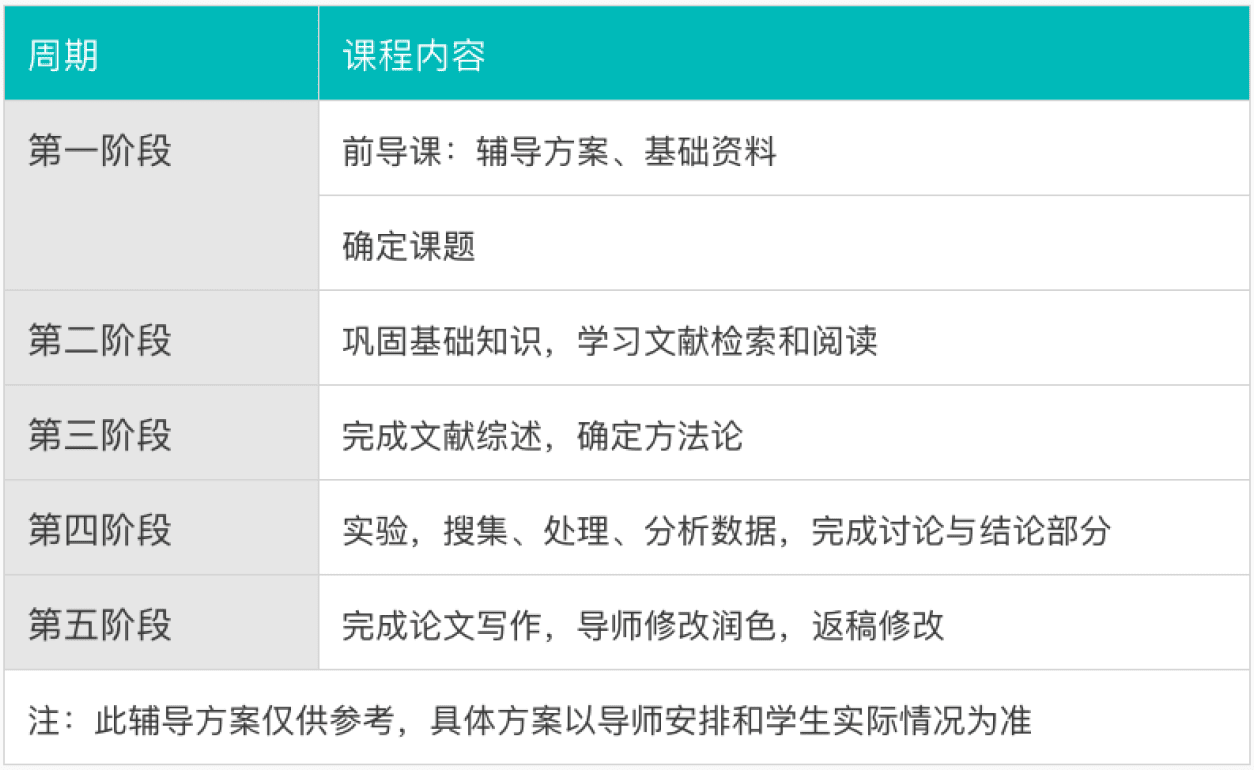 周期 课程内容
第一阶段 前导课：辅导方案、基础资料
确定课题
第二阶段 巩固基础知识，学习文献检索和阅读
第三阶段 完成文献综述，确定方法论
第四阶段 实验，搜集、处理、分析数据，完成讨论与结论部分
第五阶段 完成论文写作，导师修改润色，返稿修改
注：此辅导方案仅供参考，具体方案以导师安排和学生实际情况为准